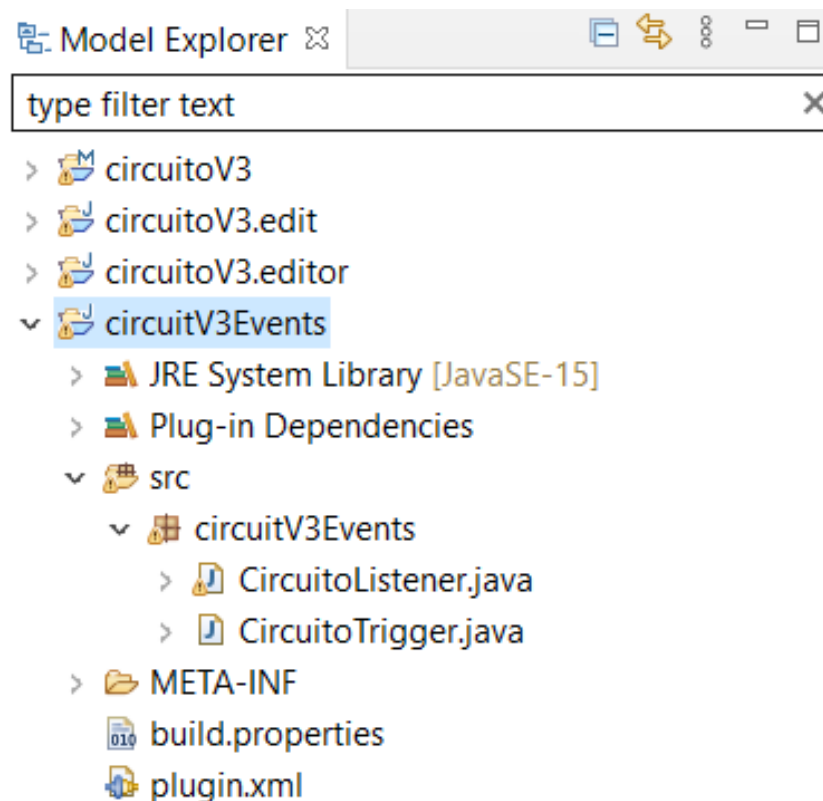 Model Explorer
type filter text
circuitoV3
circuitoV3.edit
circuitoV3.editor
circuitV3Events
JRE System Library [JavaSE-15]
Plug-in Dependencies
src
circuitV3Events
CircuitoListener.java
CircuitoTrigger.java
META-INF
build.properties
plugin.xml